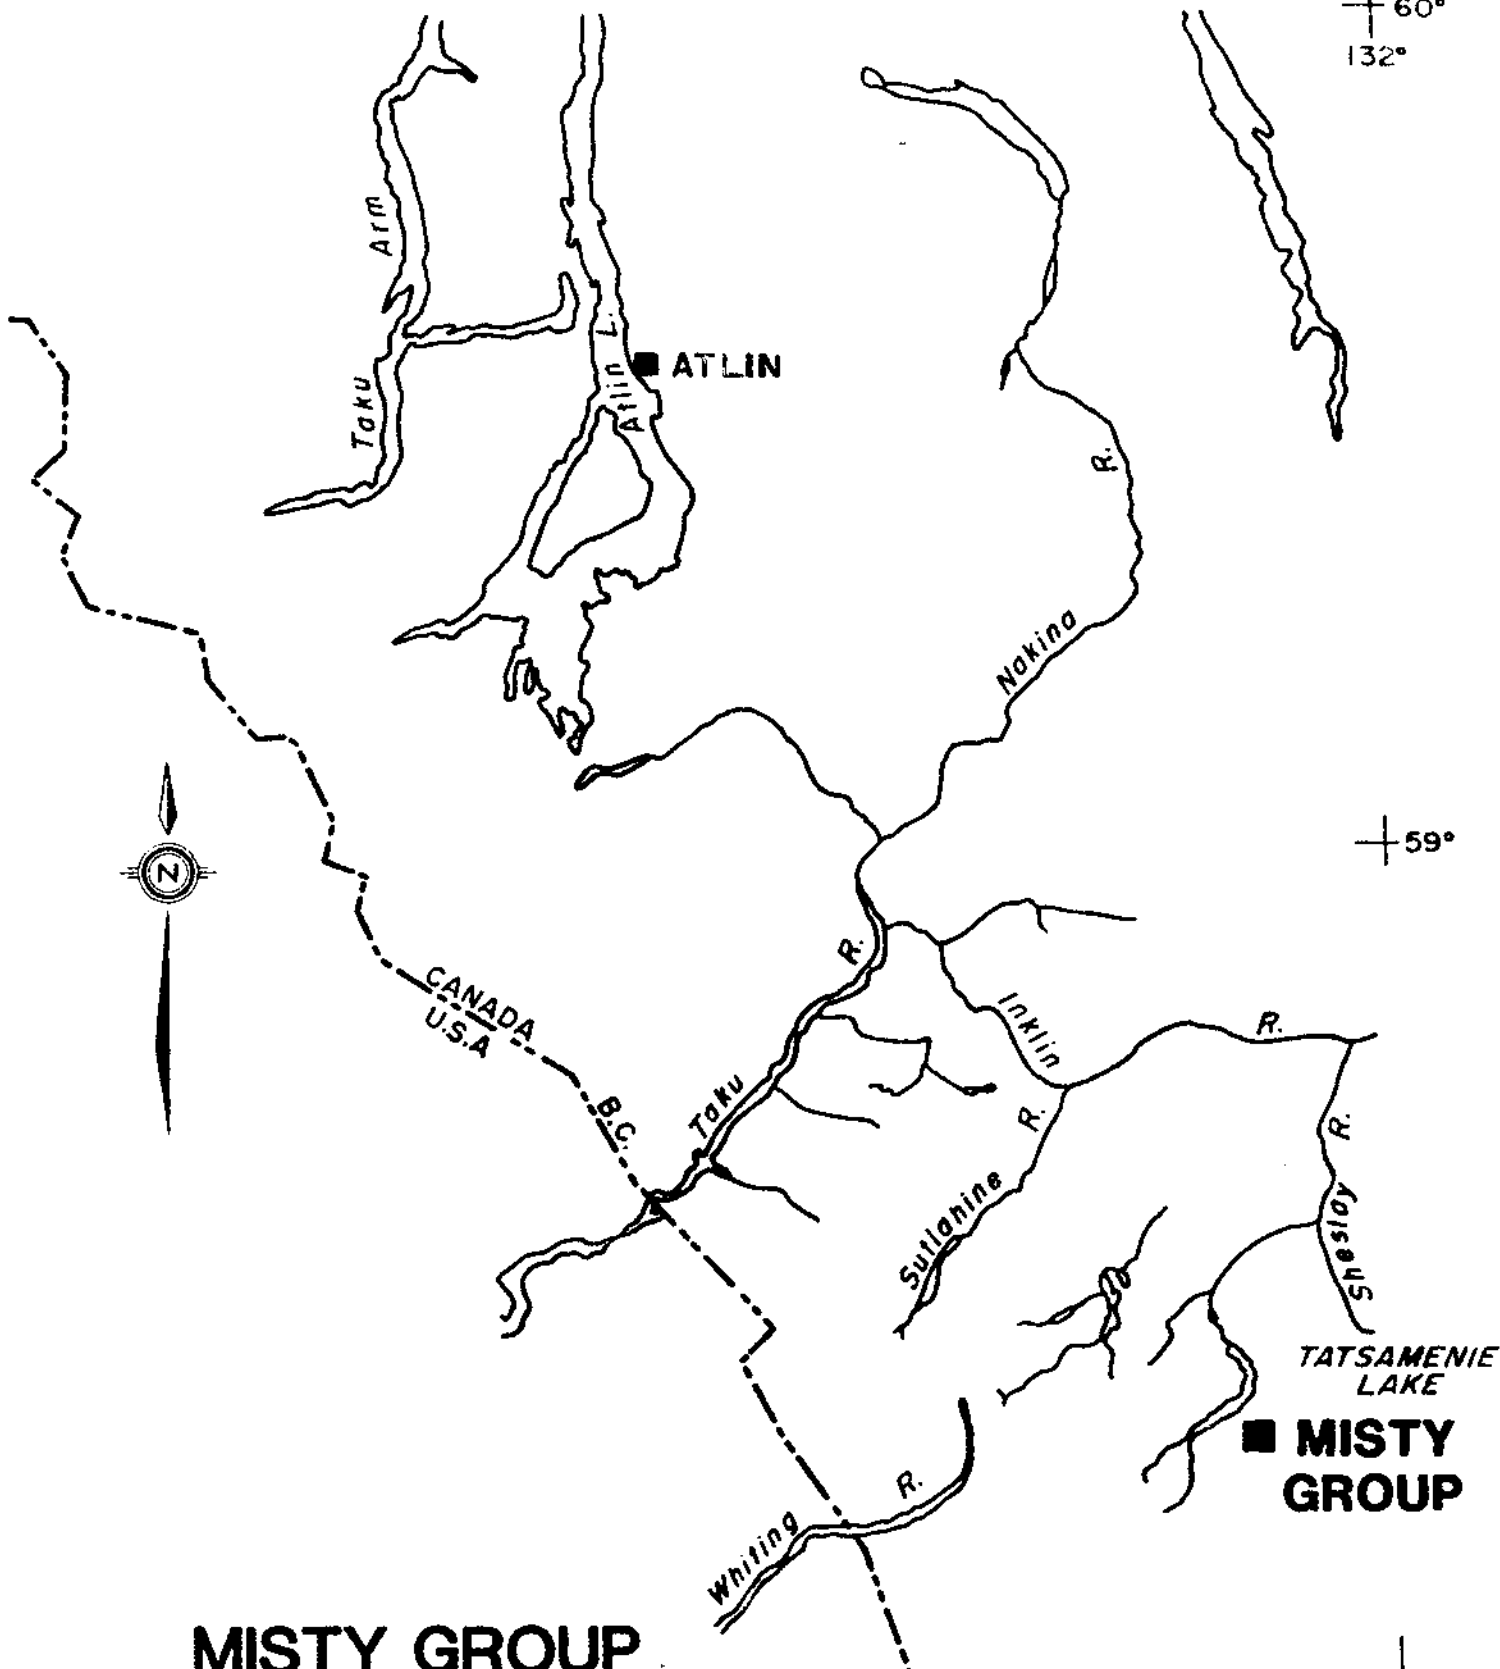 60°
132°
Taku Arm
Atlin L.
ATLIN
Nakina R.
N
59°
CANADA
U.S.A
B.C.
Taku R.
Inklin R.
Sutlahine R.
Sheslay R.
TATSAMENIE
LAKE
MISTY
GROUP
Whiting R.
MISTY GROUP